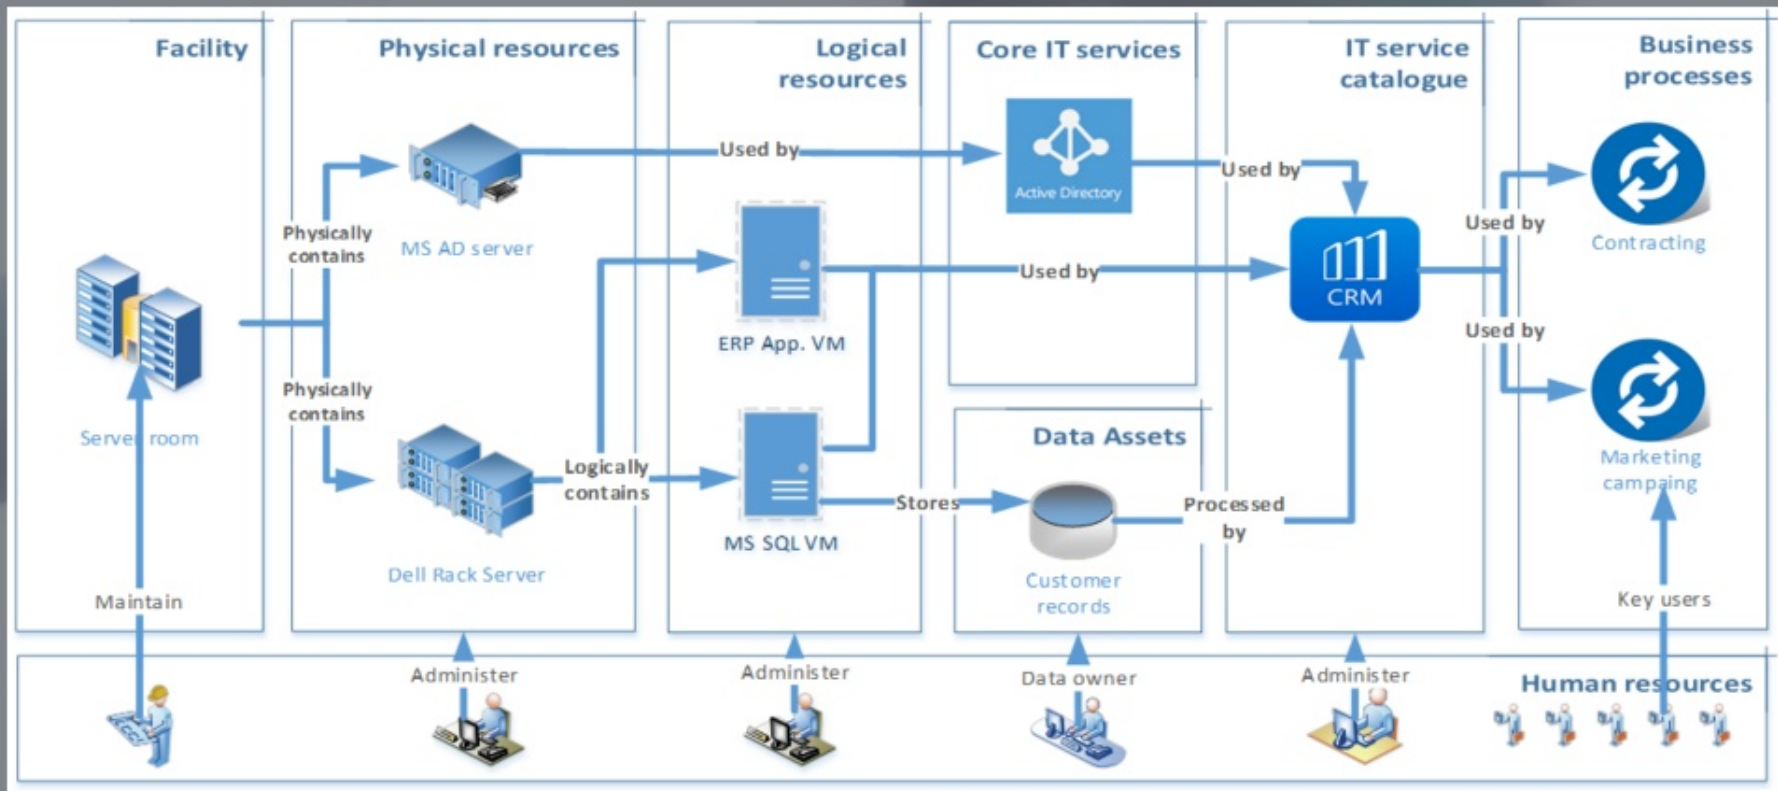 Facility
Physical resources
Logical
resources
Core IT services
IT service
catalogue
Business
processes
Used by
Active Directory
Used by
Used by
Contracting
Physically
contains
MS AD server
Used by
CRM
ERP App. VM
Used by
Physically
contains
Server room
Data Assets
Marketing
campaing
Logically
contains
Stores
Processed
by
MS SQL VM
Dell Rack Server
Customer
records
Maintain
Key users
Administer
Administer
Data owner
Administer
Human resources